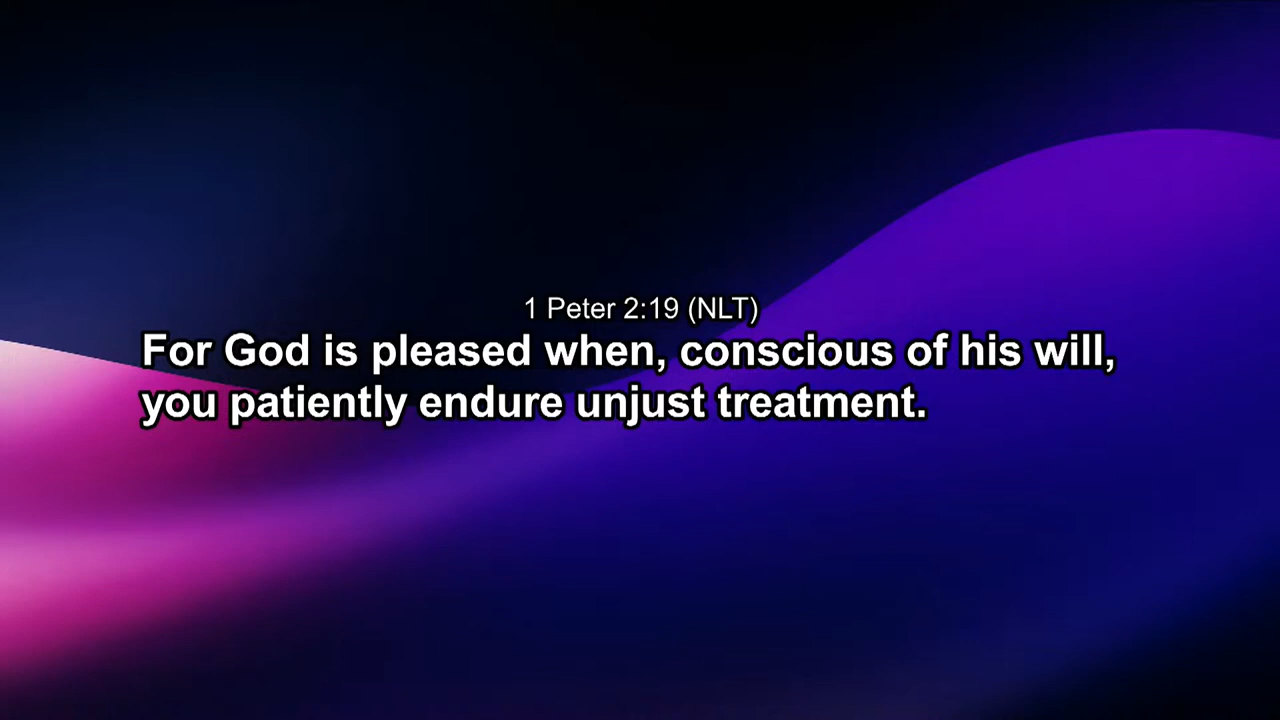 1 Peter 2:19 (NLT)
For God is pleased when, conscious of his will,
you patiently endure unjust treatment.